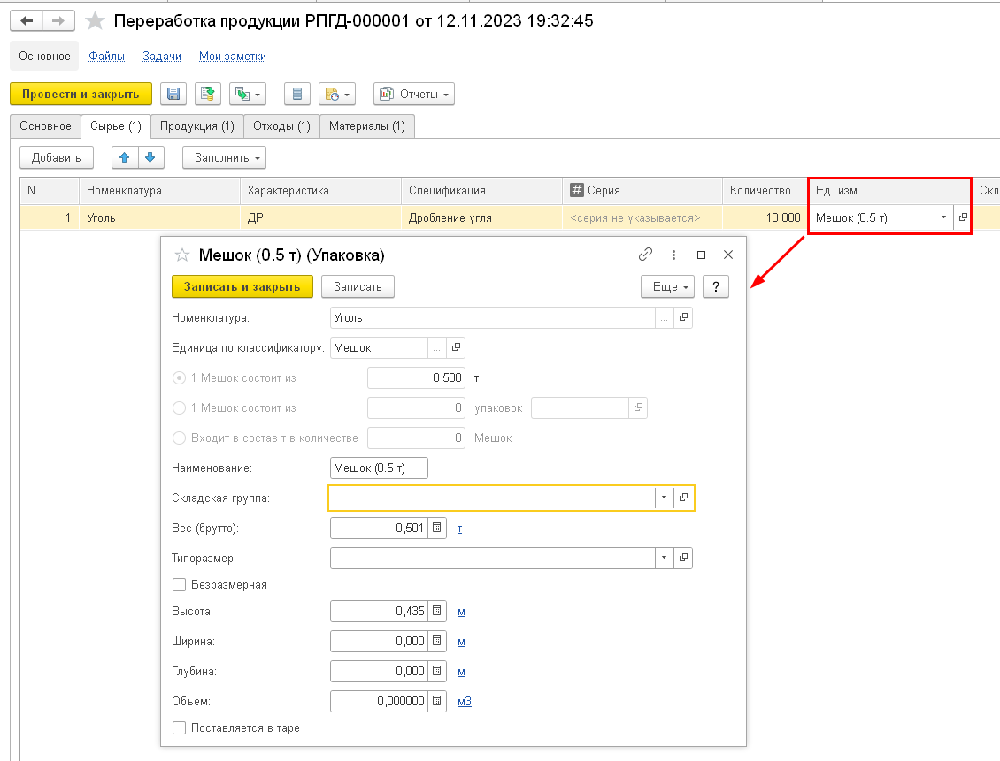 Переработка продукции РПГД-000001 от 12.11.2023 19:32:45
Основное Файлы Задачи Мои заметки
Провести и закрыть Отчеты
Основное Сырье (1) Продукция (1) Отходы (1) Материалы (1)
Добавить Заполнить
N Номенклатура Характеристика Спецификация # Серия Количество Ед. изм Скл
1 Уголь ДР Дробление угля <серия не указывается> 10,000 Мешок (0.5 т)
Мешок (0.5 т) (Упаковка)
Записать и закрыть Записать Еще ?
Номенклатура: Уголь ...
Единица по классификатору: Мешок ...
1 Мешок состоит из 0,500 т
1 Мешок состоит из 0 упаковок
Входит в состав т в количестве 0 Мешок
Наименование: Мешок (0.5 т)
Складская группа:
Вес (брутто): 0,501 т
Типоразмер:
Безразмерная
Высота: 0,435 м
Ширина: 0,000 м
Глубина: 0,000 м
Объем: 0,000000 м3
Поставляется в таре